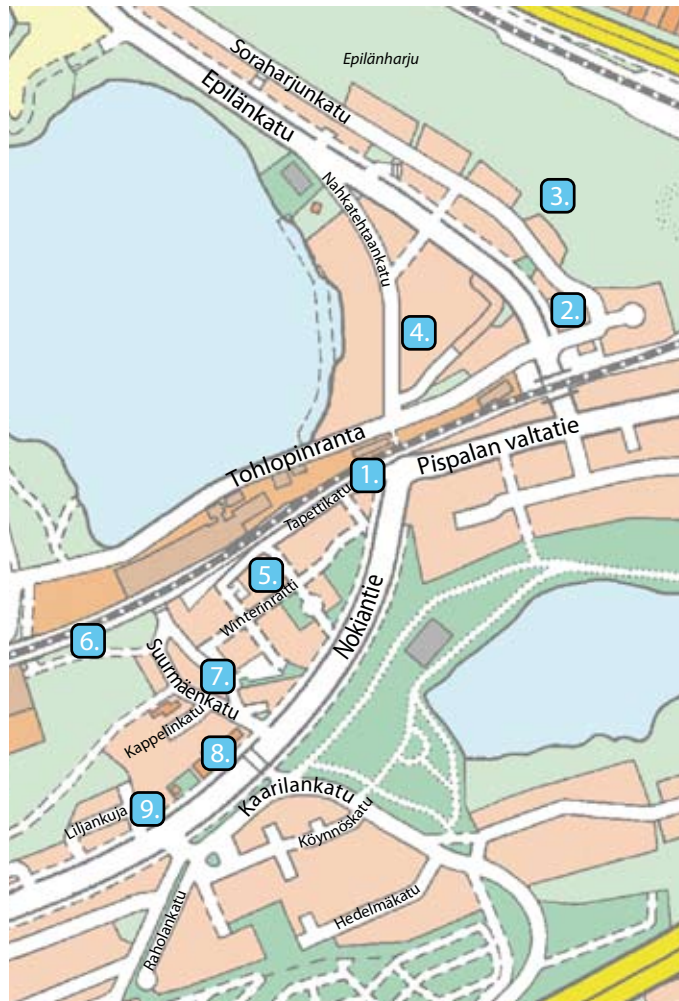 Epilänharju
Soraharjunkatu
Epilänkatu
Nahkatehtaankatu
3.
2.
4.
Tohlopinranta
Pispalan valtatie
1.
Tapettikatu
5.
Winterinraitti
Nokiantie
6.
Suurmäenkatu
7.
Kappelinkatu
8.
Kaarilankatu
9.
Liljankuja
Köynnöskatu
Hedelmäkatu
Raholankatu